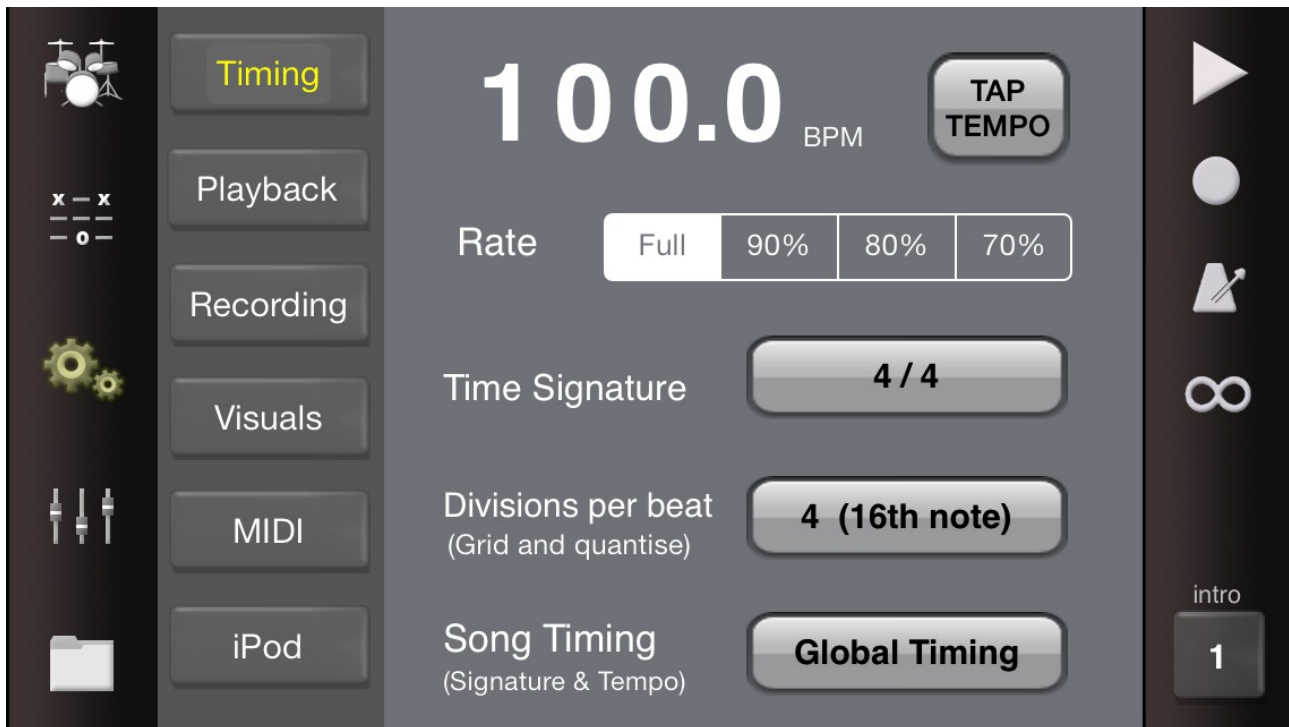 Timing
Playback
Recording
Visuals
MIDI
iPod
100.0 BPM
TAP
TEMPO
Rate
Full 90% 80% 70%
Time Signature
4 / 4
Divisions per beat
(Grid and quantise)
4 (16th note)
Song Timing
(Signature & Tempo)
Global Timing
intro
1
x – x
– – –
– o –